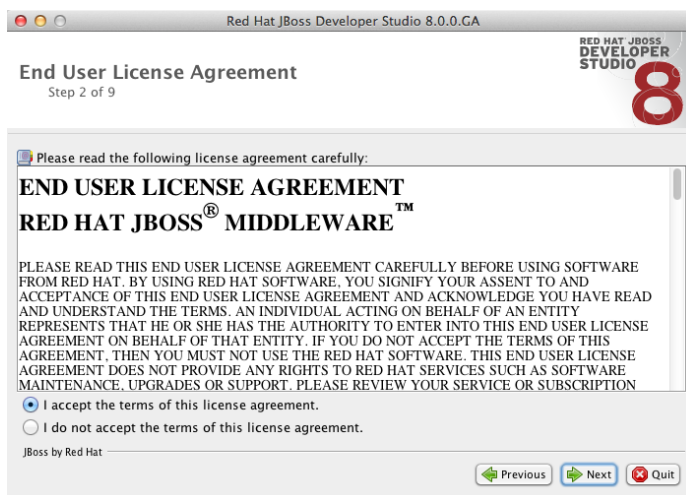 Red Hat JBoss Developer Studio 8.0.0.GA
End User License Agreement
Step 2 of 9
RED HAT JBOSS
DEVELOPER
STUDIO
8
Please read the following license agreement carefully:
END USER LICENSE AGREEMENT
RED HAT JBOSS® MIDDLEWARE™
PLEASE READ THIS END USER LICENSE AGREEMENT CAREFULLY BEFORE USING SOFTWARE
FROM RED HAT. BY USING RED HAT SOFTWARE, YOU SIGNIFY YOUR ASSENT TO AND
ACCEPTANCE OF THIS END USER LICENSE AGREEMENT AND ACKNOWLEDGE YOU HAVE READ
AND UNDERSTAND THE TERMS. AN INDIVIDUAL ACTING ON BEHALF OF AN ENTITY
REPRESENTS THAT HE OR SHE HAS THE AUTHORITY TO ENTER INTO THIS END USER LICENSE
AGREEMENT ON BEHALF OF THAT ENTITY. IF YOU DO NOT ACCEPT THE TERMS OF THIS
AGREEMENT, THEN YOU MUST NOT USE THE RED HAT SOFTWARE. THIS END USER LICENSE
AGREEMENT DOES NOT PROVIDE ANY RIGHTS TO RED HAT SERVICES SUCH AS SOFTWARE
MAINTENANCE, UPGRADES OR SUPPORT. PLEASE REVIEW YOUR SERVICE OR SUBSCRIPTION
I accept the terms of this license agreement.
I do not accept the terms of this license agreement.
JBoss by Red Hat
Previous Next Quit